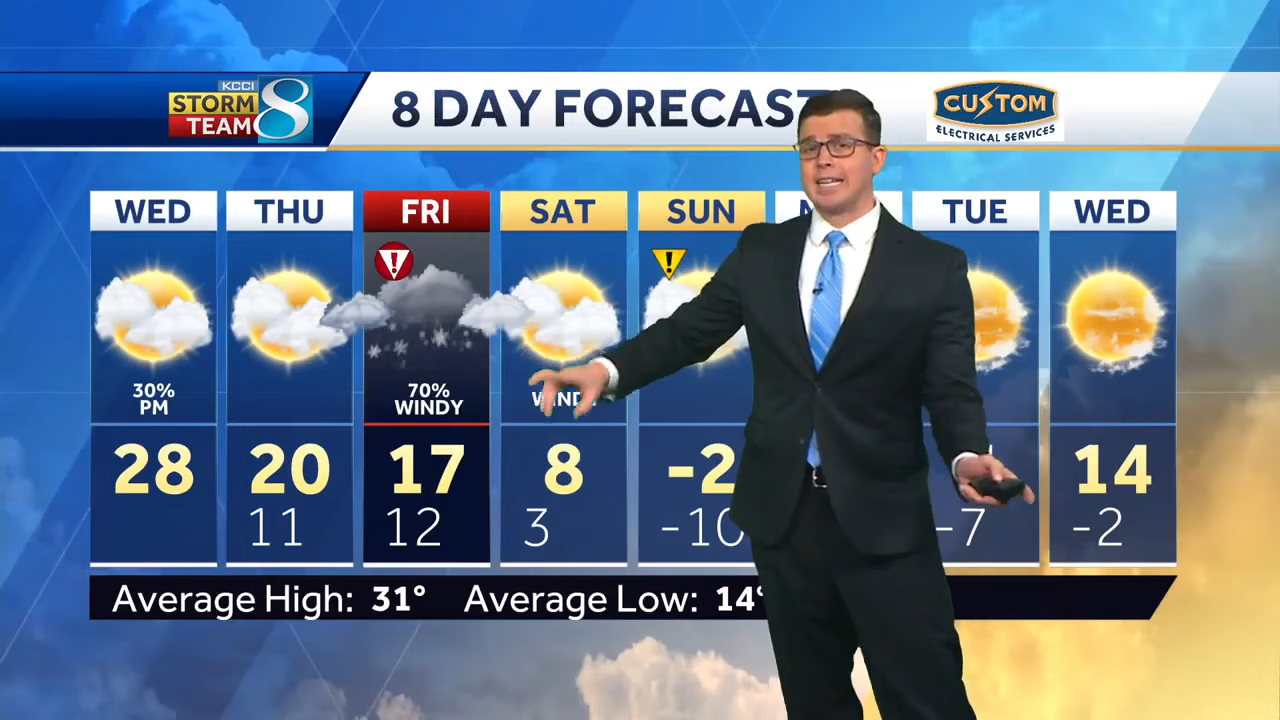 KCCI
STORM
TEAM
8
8 DAY FORECAST
CUSTOM
ELECTRICAL SERVICES
WED THU FRI SAT SUN TUE WED
30%
PM
70%
WINDY
WINDY
28 20 17 8 -2 14
11 12 3 -10 -7 -2
Average High: 31° Average Low: 14°